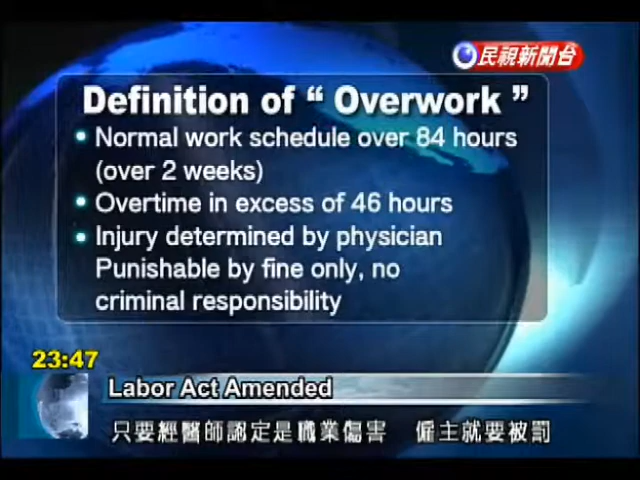 民視新聞台
Definition of “ Overwork ”
• Normal work schedule over 84 hours
(over 2 weeks)
• Overtime in excess of 46 hours
• Injury determined by physician
Punishable by fine only, no
criminal responsibility
23:47
Labor Act Amended
只要經醫師認定是職業傷害 僱主就要被罰